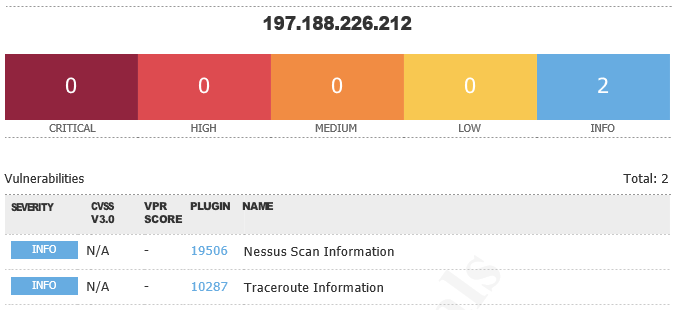 197.188.226.212
0 0 0 0 2
CRITICAL HIGH MEDIUM LOW INFO
Vulnerabilities Total: 2
SEVERITY CVSS V3.0 VPR SCORE PLUGIN NAME
INFO N/A - 19506 Nessus Scan Information
INFO N/A - 10287 Traceroute Information